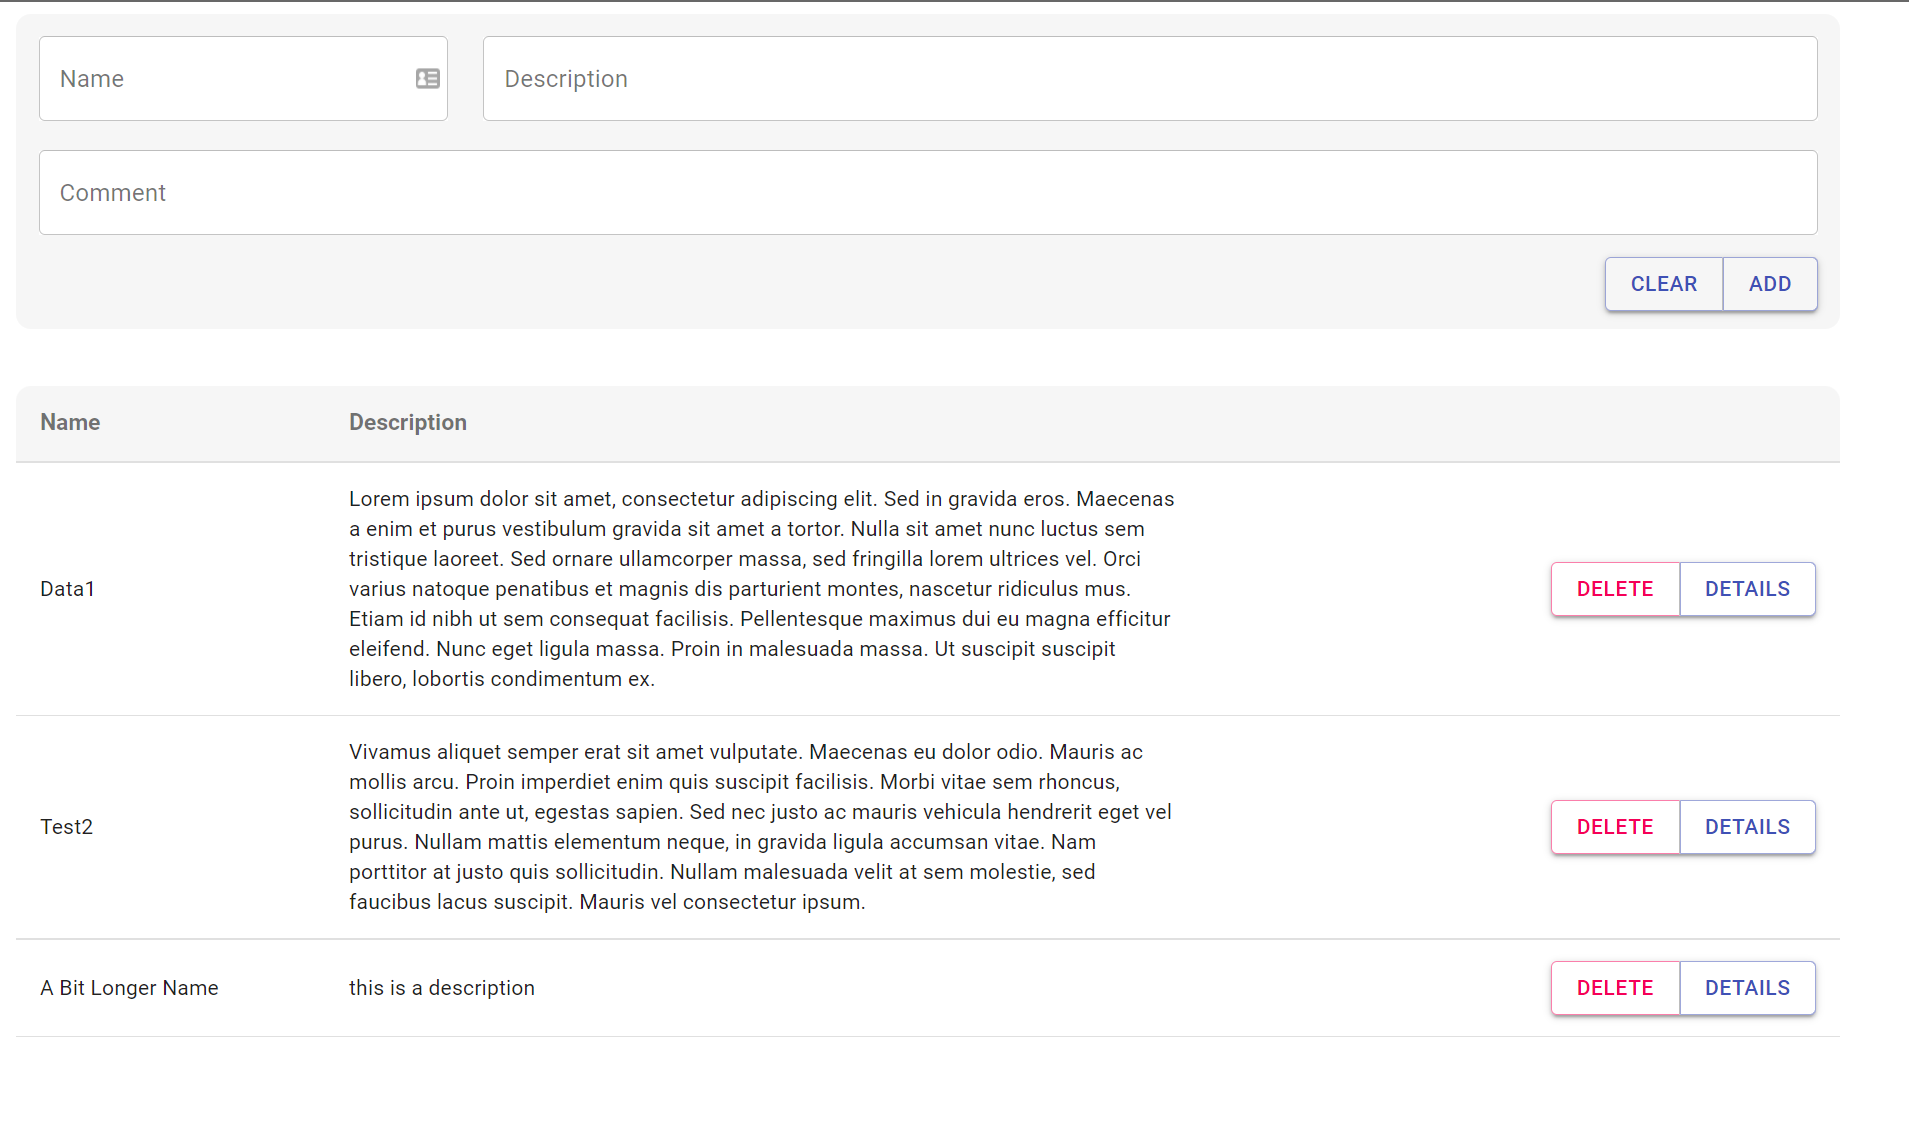 Name
Description
Comment
CLEAR ADD
Name Description
Lorem ipsum dolor sit amet, consectetur adipiscing elit. Sed in gravida eros. Maecenas
a enim et purus vestibulum gravida sit amet a tortor. Nulla sit amet nunc luctus sem
tristique laoreet. Sed ornare ullamcorper massa, sed fringilla lorem ultrices vel. Orci
Data1
varius natoque penatibus et magnis dis parturient montes, nascetur ridiculus mus.
DELETE DETAILS
Etiam id nibh ut sem consequat facilisis. Pellentesque maximus dui eu magna efficitur
eleifend. Nunc eget ligula massa. Proin in malesuada massa. Ut suscipit suscipit
libero, lobortis condimentum ex.
Vivamus aliquet semper erat sit amet vulputate. Maecenas eu dolor odio. Mauris ac
mollis arcu. Proin imperdiet enim quis suscipit facilisis. Morbi vitae sem rhoncus,
sollicitudin ante ut, egestas sapien. Sed nec justo ac mauris vehicula hendrerit eget vel
Test2
DELETE DETAILS
purus. Nullam mattis elementum neque, in gravida ligula accumsan vitae. Nam
porttitor at justo quis sollicitudin. Nullam malesuada velit at sem molestie, sed
faucibus lacus suscipit. Mauris vel consectetur ipsum.
A Bit Longer Name
this is a description
DELETE DETAILS